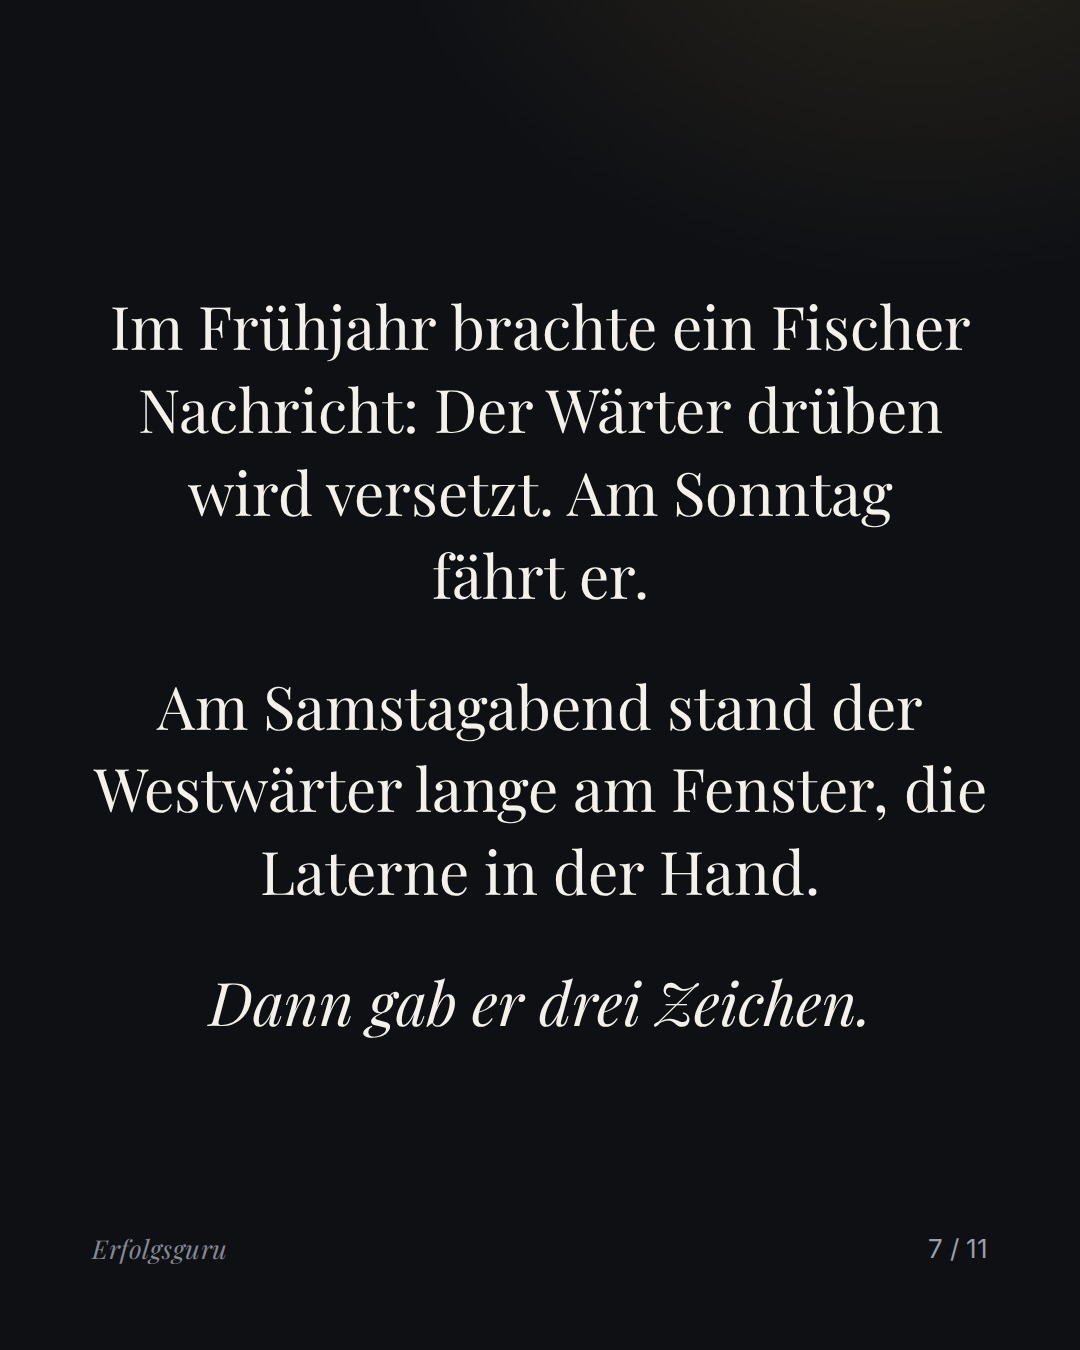 Im Frühjahr brachte ein Fischer
Nachricht: Der Wärter drüben
wird versetzt. Am Sonntag
fährt er.
Am Samstagabend stand der
Westwärter lange am Fenster, die
Laterne in der Hand.
Dann gab er drei Zeichen.
Erfolgsguru
7 / 11